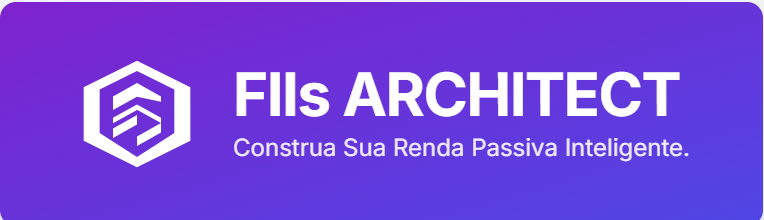 FIIs ARCHITECT
Construa Sua Renda Passiva Inteligente.